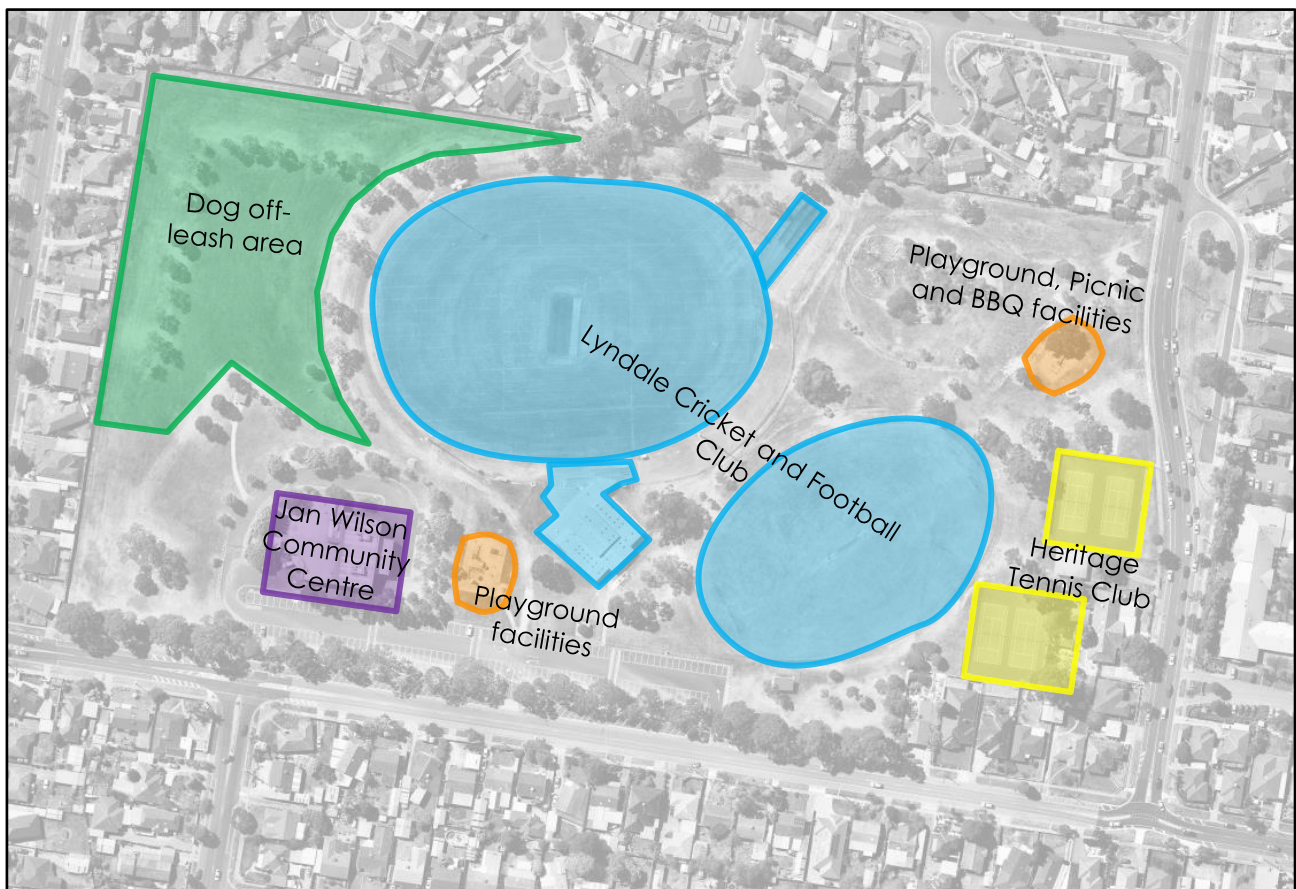 Dog off-
leash area
Playground, Picnic
and BBQ facilities
Lyndale Cricket and Football
Club
Jan Wilson
Community
Centre
Playground
facilities
Heritage
Tennis Club